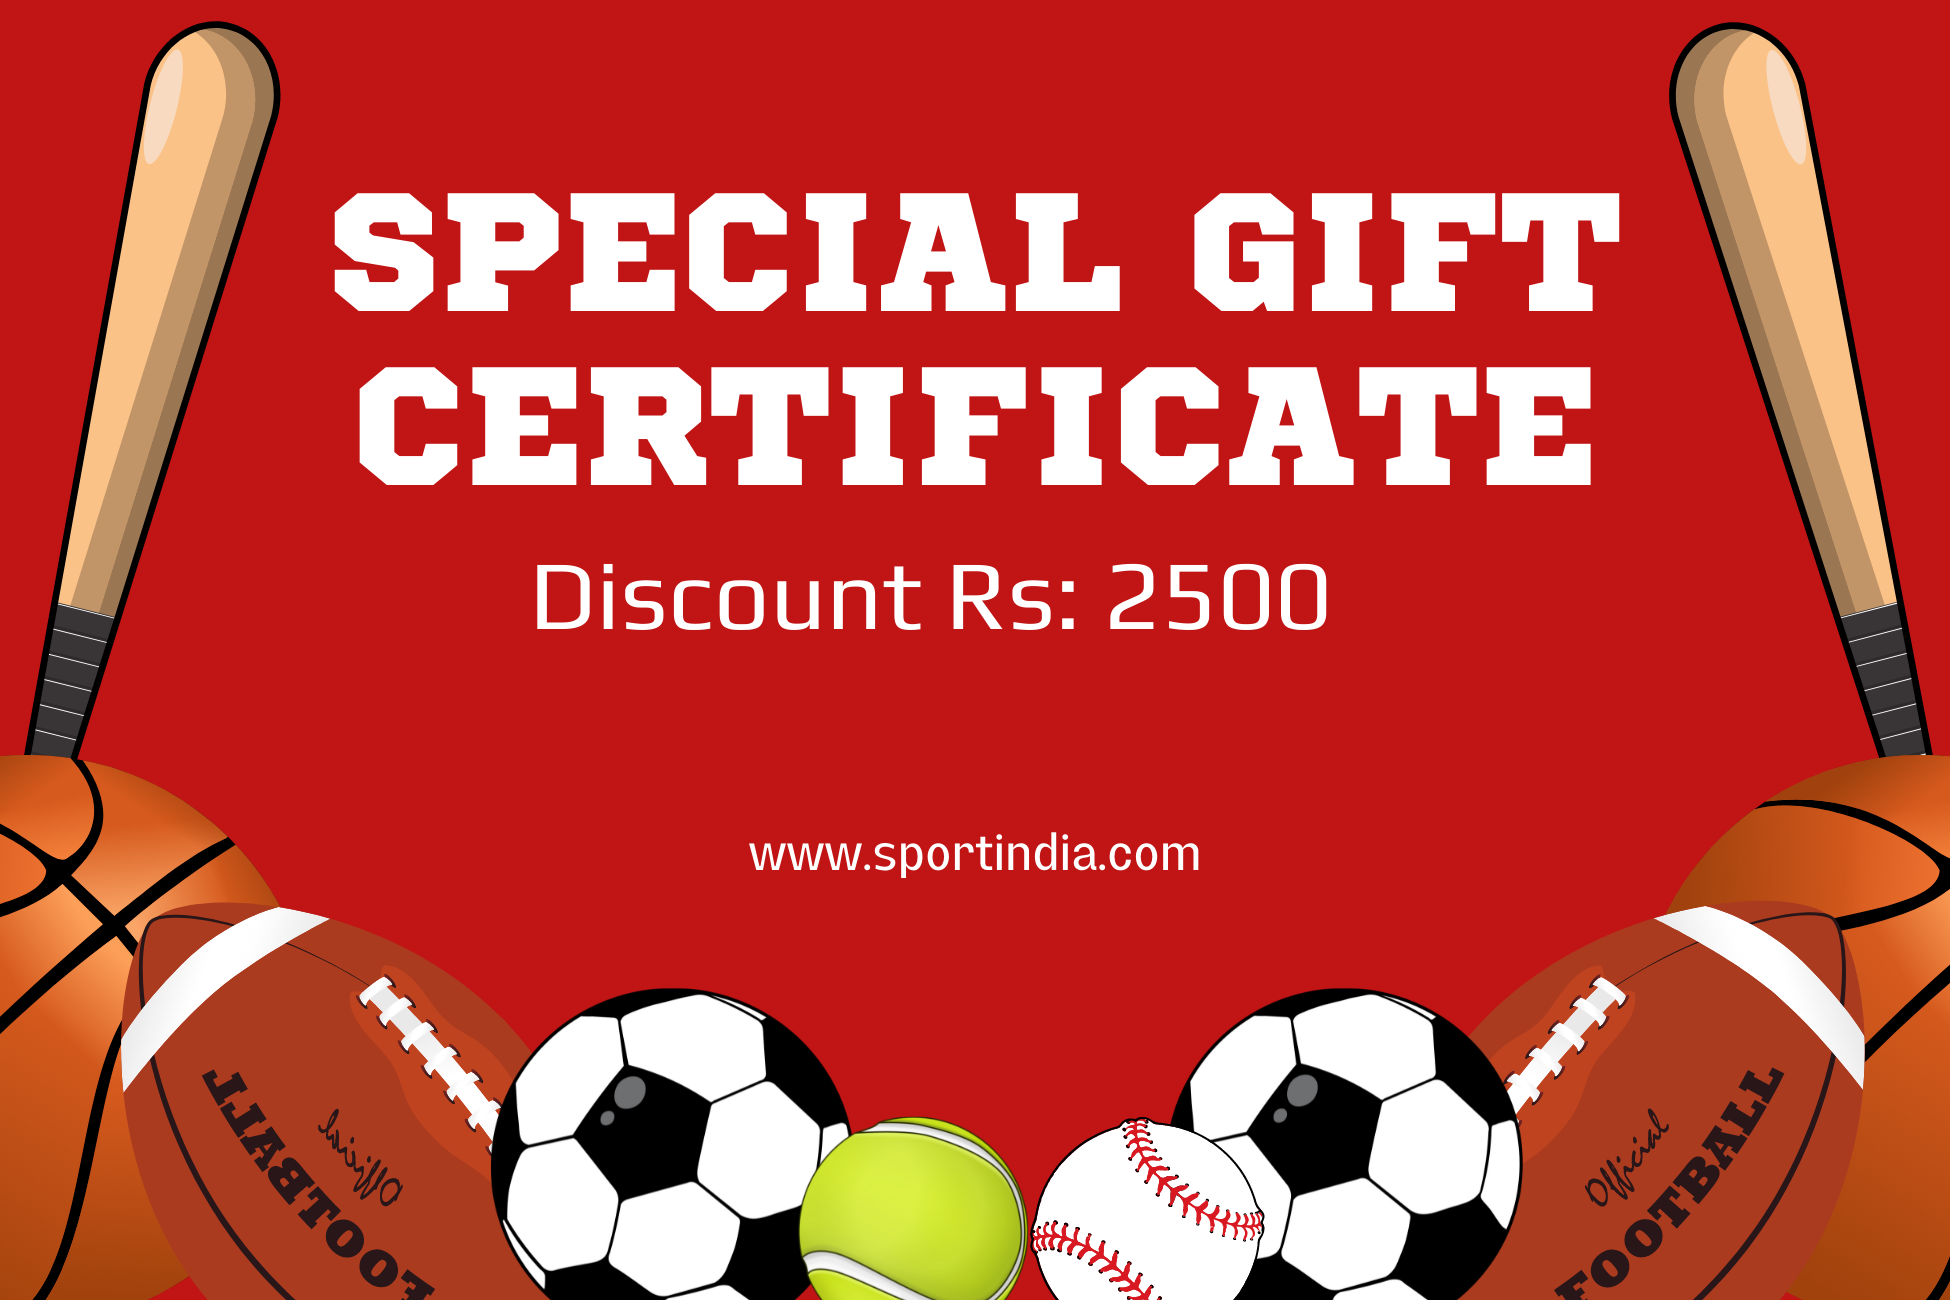 SPECIAL GIFT
CERTIFICATE
Discount Rs: 2500
www.sportindia.com
Official
FOOTBALL
Official
FOOTBALL